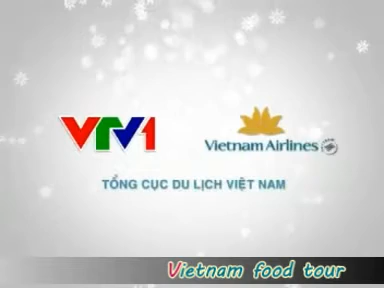 VTV1
Vietnam Airlines
TỔNG CỤC DU LỊCH VIỆT NAM
Vietnam food tour